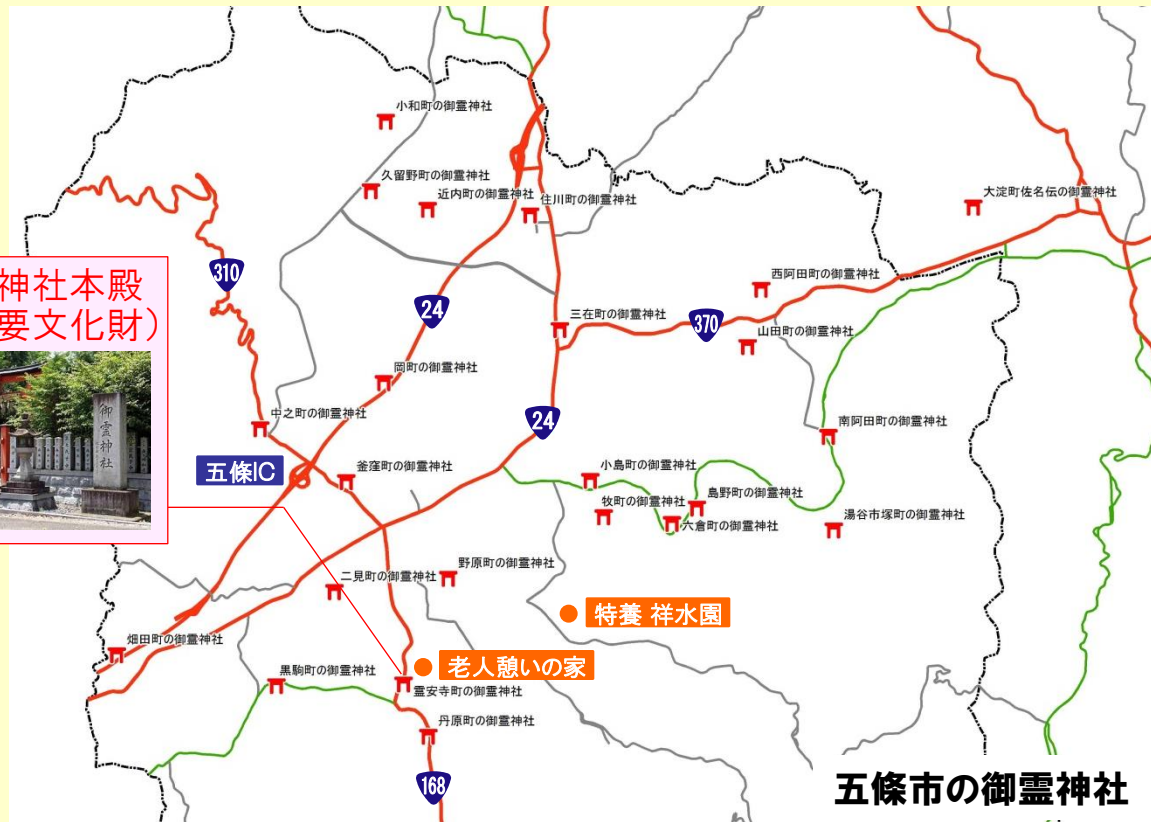 小和町の御霊神社
久留野町の御霊神社
近内町の御霊神社
住川町の御霊神社
大淀町佐名伝の御霊神社
310
神社本殿
要文化財）
御霊神社
西阿田町の御霊神社
24
三在町の御霊神社
370
山田町の御霊神社
岡町の御霊神社
中之町の御霊神社
24
南阿田町の御霊神社
五條IC
釜窪町の御霊神社
小島町の御霊神社
島野町の御霊神社
牧町の御霊神社
六倉町の御霊神社
湯谷市塚町の御霊神社
野原町の御霊神社
二見町の御霊神社
特養 祥水園
畑田町の御霊神社
老人憩いの家
黒駒町の御霊神社
霊安寺町の御霊神社
丹原町の御霊神社
168
五條市の御霊神社